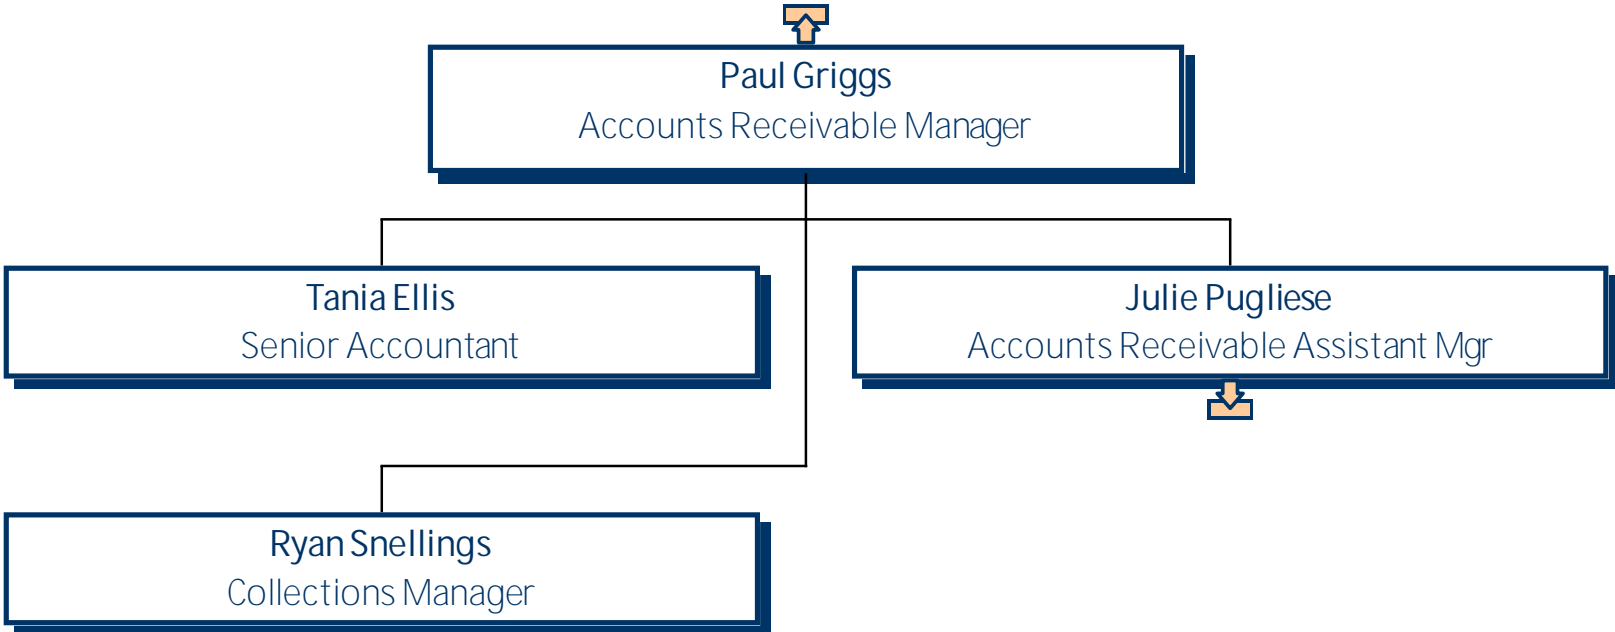 Paul Griggs
Accounts Receivable Manager
Tania Ellis
Senior Accountant
Julie Pugliese
Accounts Receivable Assistant Mgr
Ryan Snellings
Collections Manager